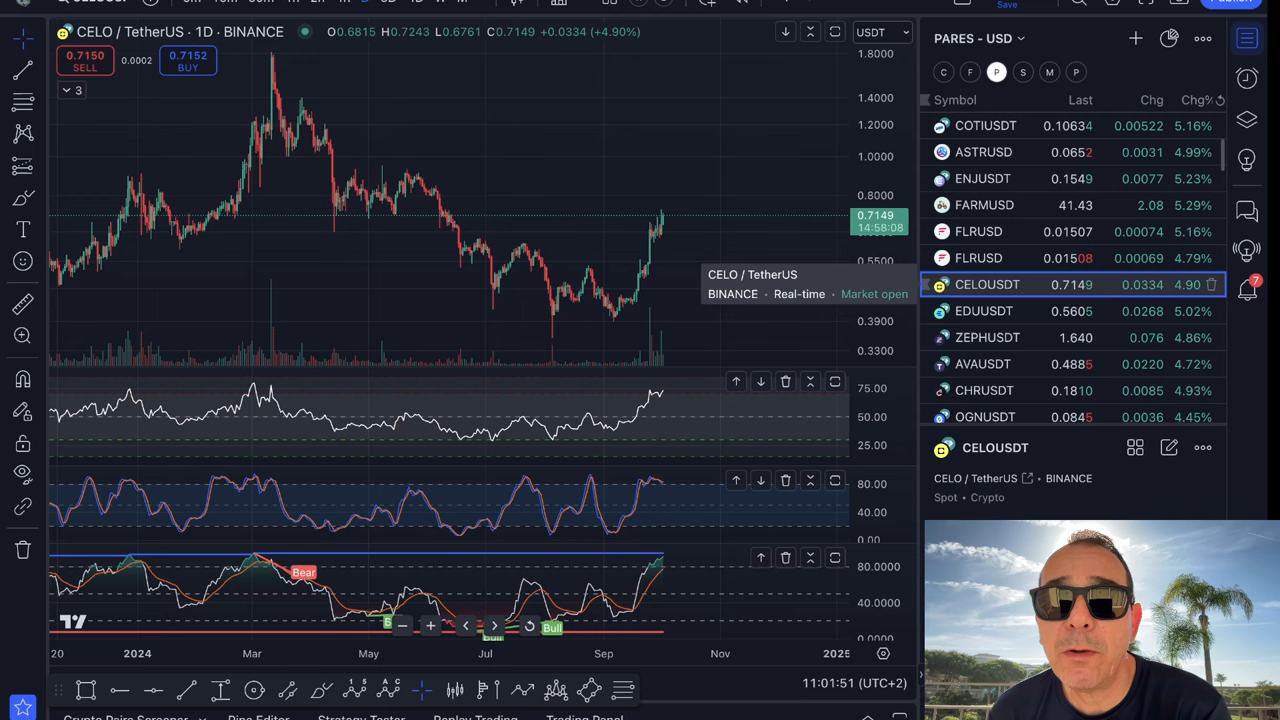 CELO / TetherUS · 1D · BINANCE O0.6815 H0.7243 L0.6761 C0.7149 +0.0334 (+4.90%)
0.7150
SELL
0.0002
0.7152
BUY
3
USDT
1.8000
1.4000
1.2000
1.0000
0.8000
0.7149
14:58:08
0.5500
0.3900
0.3300
CELO / TetherUS
BINANCE • Real-time • Market open
75.00
50.00
25.00
80.00
40.00
0.00
80.0000
40.0000
0.0000
Bear
Bull
Bull
20 2024 Mar May Jul Sep Nov 2025
11:01:51 (UTC+2)
Crypto Pairs Screener Pine Editor Strategy Tester Replay Trading Trading Panel
Save
Publish
PARES - USD
C F P S M P
Symbol Last Chg Chg%
COTIUSDT 0.10634 0.00522 5.16%
ASTRUSD 0.0652 0.0031 4.99%
ENJUSDT 0.1549 0.0077 5.23%
FARMUSD 41.43 2.08 5.29%
FLRUSD 0.01507 0.00074 5.16%
FLRUSD 0.01508 0.00069 4.79%
CELOUSDT 0.7149 0.0334 4.90
EDUUSDT 0.5605 0.0268 5.02%
ZEPHUSDT 1.640 0.076 4.86%
AVAUSDT 0.4885 0.0220 4.72%
CHRUSDT 0.1810 0.0085 4.93%
OGNUSDT 0.0845 0.0036 4.45%
7
CELOUSDT
CELO / TetherUS • BINANCE
Spot • Crypto